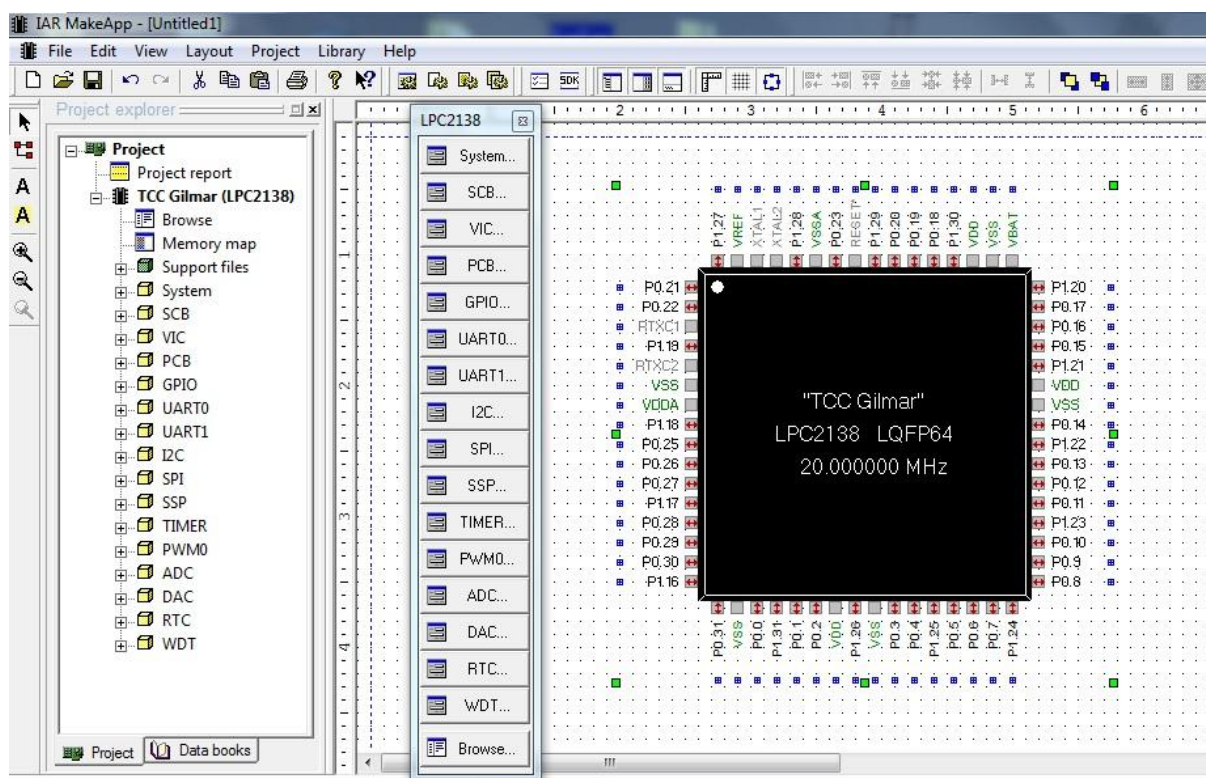 IAR MakeApp - [Untitled1]
File Edit View Layout Project Library Help
SDK
Project explorer
Project
Project report
TCC Gilmar (LPC2138)
Browse
Memory map
Support files
System
SCB
VIC
PCB
GPIO
UART0
UART1
I2C
SPI
SSP
TIMER
PWM0
ADC
DAC
RTC
WDT
Project Data books
LPC2138
System...
SCB...
VIC...
PCB...
GPIO...
UART0...
UART1...
I2C...
SPI...
SSP...
TIMER...
PWM0...
ADC...
DAC...
RTC...
WDT...
Browse...
2 3 4 5 6
1
2
3
4
P1.27 VREF XTAL1 XTAL2 P1.28 VSSA P0.23 RESET* P1.29 P0.20 P0.19 P0.18 P1.30 VDD VSS VBAT
P0.21
P0.22
RTXC1
P1.19
RTXC2
VSS
VDDA
P1.18
P0.25
P0.26
P0.27
P1.17
P0.28
P0.29
P0.30
P1.16
"TCC Gilmar"
LPC2138 LQFP64
20.000000 MHz
P1.20
P0.17
P0.16
P0.15
P1.21
VDD
VSS
P0.14
P1.22
P0.13
P0.12
P0.11
P1.23
P0.10
P0.9
P0.8
P0.31 VSS P0.0 P1.31 P0.1 P0.2 VDD P1.26 VSS P0.3 P0.4 P1.25 P0.5 P0.6 P0.7 P1.24